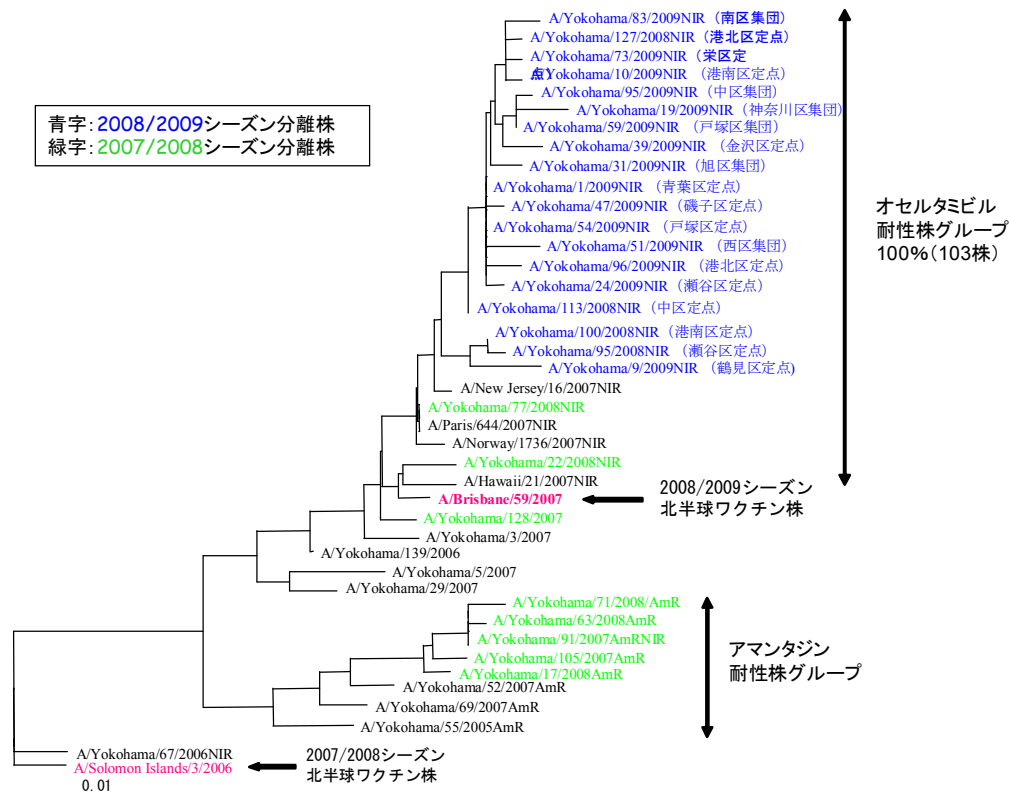 青字：2008/2009シーズン分離株
緑字：2007/2008シーズン分離株
A/Yokohama/83/2009NIR （南区集団）
A/Yokohama/127/2008NIR （港北区定点）
A/Yokohama/73/2009NIR （栄区定
点）
A/Yokohama/10/2009NIR （港南区定点）
A/Yokohama/95/2009NIR （中区集団）
A/Yokohama/19/2009NIR （神奈川区集団）
A/Yokohama/59/2009NIR （戸塚区集団）
A/Yokohama/39/2009NIR （金沢区定点）
A/Yokohama/31/2009NIR （旭区集団）
A/Yokohama/1/2009NIR （青葉区定点）
A/Yokohama/47/2009NIR （磯子区定点）
A/Yokohama/54/2009NIR （戸塚区定点）
A/Yokohama/51/2009NIR （西区集団）
A/Yokohama/96/2009NIR （港北区定点）
A/Yokohama/24/2009NIR （瀬谷区定点）
A/Yokohama/113/2008NIR （中区定点）
A/Yokohama/100/2008NIR （港南区定点）
A/Yokohama/95/2008NIR （瀬谷区定点）
A/Yokohama/9/2009NIR （鶴見区定点)
A/New Jersey/16/2007NIR
A/Yokohama/77/2008NIR
A/Paris/644/2007NIR
A/Norway/1736/2007NIR
A/Yokohama/22/2008NIR
A/Hawaii/21/2007NIR
A/Brisbane/59/2007
A/Yokohama/128/2007
A/Yokohama/3/2007
A/Yokohama/139/2006
A/Yokohama/5/2007
A/Yokohama/29/2007
A/Yokohama/71/2008/AmR
A/Yokohama/63/2008AmR
A/Yokohama/91/2007AmRNIR
A/Yokohama/105/2007AmR
A/Yokohama/17/2008AmR
A/Yokohama/52/2007AmR
A/Yokohama/69/2007AmR
A/Yokohama/55/2005AmR
A/Yokohama/67/2006NIR
A/Solomon Islands/3/2006
0.01
オセルタミビル
耐性株グループ
100%（103株）
2008/2009シーズン
北半球ワクチン株
アマンタジン
耐性株グループ
2007/2008シーズン
北半球ワクチン株